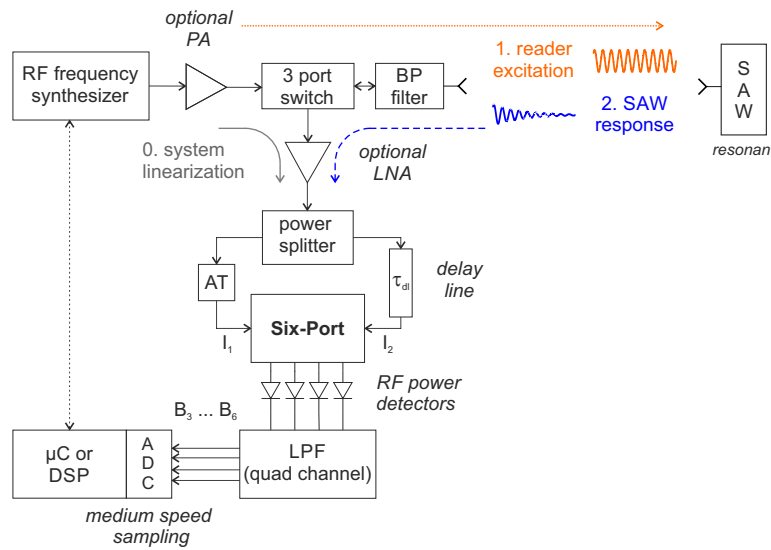 optional
PA
RF frequency
synthesizer
3 port
switch
BP
filter
1. reader
excitation
2. SAW
response
S
A
W
resonan
0. system
linearization
optional
LNA
power
splitter
AT
τdl
delay
line
Six-Port
I1
I2
RF power
detectors
B3 ... B6
µC or
DSP
A
D
C
LPF
(quad channel)
medium speed
sampling